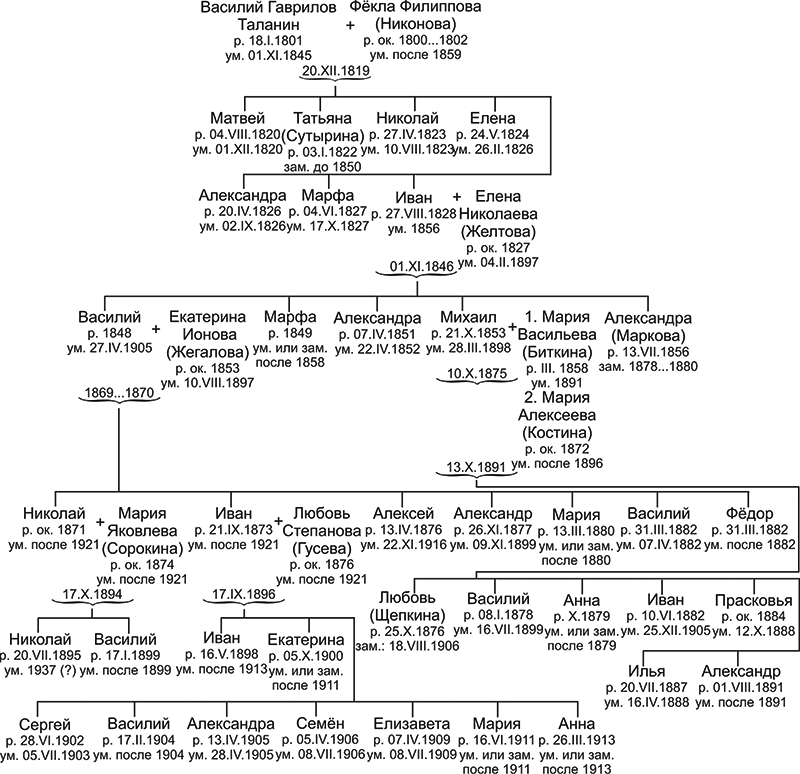 Василий Гаврилов
Таланин
р. 18.I.1801
ум. 01.XI.1845
+
Фёкла Филиппова
(Никонова)
р. ок. 1800...1802
ум. после 1859
20.XII.1819
Матвей
р. 04.VIII.1820
ум. 01.XII.1820
Татьяна
(Сутырина)
р. 03.I.1822
зам. до 1850
Николай
р. 27.IV.1823
ум. 10.VIII.1823
Елена
р. 24.V.1824
ум. 26.II.1826
Александра
р. 20.IV.1826
ум. 02.IX.1826
Марфа
р. 04.VI.1827
ум. 17.X.1827
Иван
р. 27.VIII.1828
ум. 1856
+
Елена
Николаева
(Желтова)
р. ок. 1827
ум. 04.II.1897
01.XI.1846
Василий
р. 1848
ум. 27.IV.1905
+
Екатерина
Ионова
(Жегалова)
р. ок. 1853
ум. 10.VIII.1897
Марфа
р. 1849
ум. или зам.
после 1858
Александра
р. 07.IV.1851
ум. 22.IV.1852
Михаил
р. 21.X.1853
ум. 28.III.1898
+
1. Мария
Васильева
(Биткина)
р. III. 1858
ум. 1891
Александра
(Маркова)
р. 13.VII.1856
зам. 1878...1880
1869...1870
10.X.1875
2. Мария
Алексеева
(Костина)
р. ок. 1872
ум. после 1896
13.X.1891
Николай
р. ок. 1871
ум. после 1921
+
Мария
Яковлева
(Сорокина)
р. ок. 1874
ум. после 1921
Иван
р. 21.IX.1873
ум. после 1921
+
Любовь
Степанова
(Гусева)
р. ок. 1876
ум. после 1921
Алексей
р. 13.IV.1876
ум. 22.XI.1916
Александр
р. 26.XI.1877
ум. 09.XI.1899
Мария
р. 13.III.1880
ум. или зам.
после 1880
Василий
р. 31.III.1882
ум. 07.IV.1882
Фёдор
р. 31.III.1882
ум. после 1882
17.X.1894
17.IX.1896
Любовь
(Щепкина)
р. 25.X.1876
зам.: 18.VIII.1906
Василий
р. 08.I.1878
ум. 16.VII.1899
Анна
р. X.1879
ум. или зам.
после 1879
Иван
р. 10.VI.1882
ум. 25.XII.1905
Прасковья
р. ок. 1884
ум. 12.X.1888
Николай
р. 20.VII.1895
ум. 1937 (?)
Василий
р. 17.I.1899
ум. после 1899
Иван
р. 16.V.1898
ум. после 1913
Екатерина
р. 05.X.1900
ум. или зам.
после 1911
Илья
р. 20.VII.1887
ум. 16.IV.1888
Александр
р. 01.VIII.1891
ум. после 1891
Сергей
р. 28.VI.1902
ум. 05.VII.1903
Василий
р. 17.II.1904
ум. после 1904
Александра
р. 13.IV.1905
ум. 28.IV.1905
Семён
р. 05.IV.1906
ум. 08.VII.1906
Елизавета
р. 07.IV.1909
ум. 08.VII.1909
Мария
р. 16.VI.1911
ум. или зам.
после 1911
Анна
р. 26.III.1913
ум. или зам.
после 1913